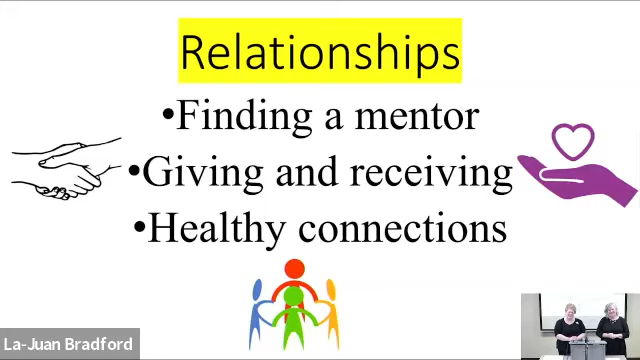 Relationships
•Finding a mentor
•Giving and receiving
•Healthy connections
La-Juan Bradford